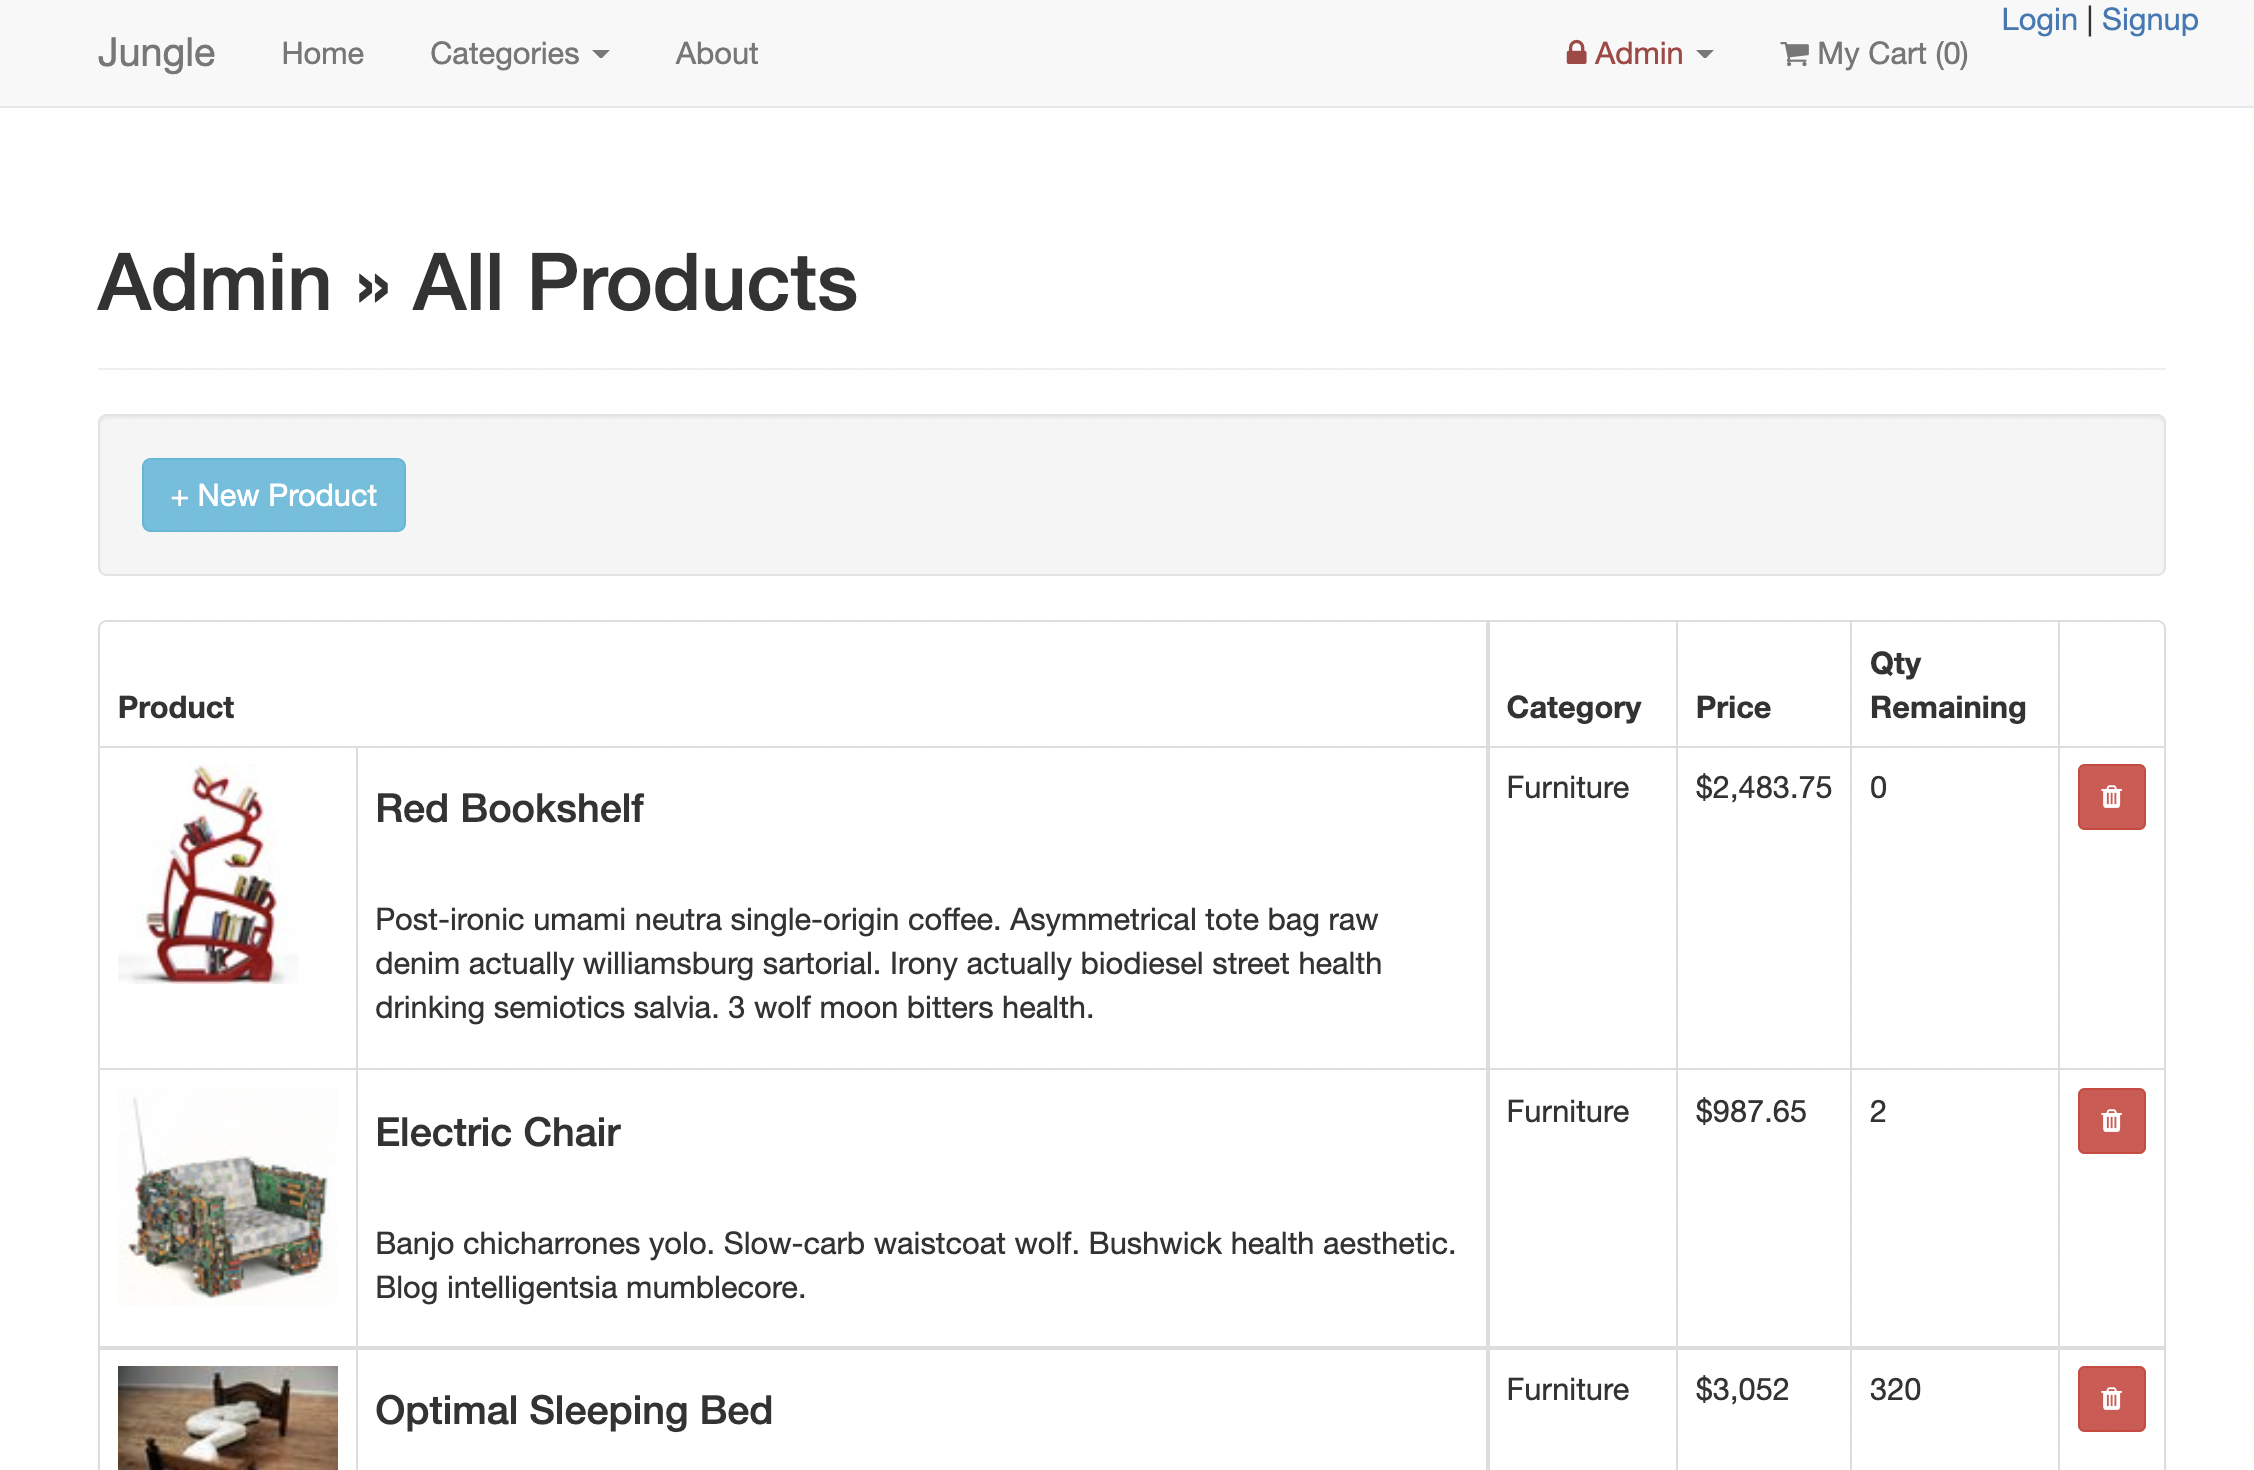 Login | Signup
Jungle Home Categories About Admin My Cart (0)
Admin » All Products
+ New Product
Product Category Price Qty Remaining
Red Bookshelf Furniture $2,483.75 0
Post-ironic umami neutra single-origin coffee. Asymmetrical tote bag raw
denim actually williamsburg sartorial. Irony actually biodiesel street health
drinking semiotics salvia. 3 wolf moon bitters health.
Electric Chair Furniture $987.65 2
Banjo chicharrones yolo. Slow-carb waistcoat wolf. Bushwick health aesthetic.
Blog intelligentsia mumblecore.
Optimal Sleeping Bed Furniture $3,052 320